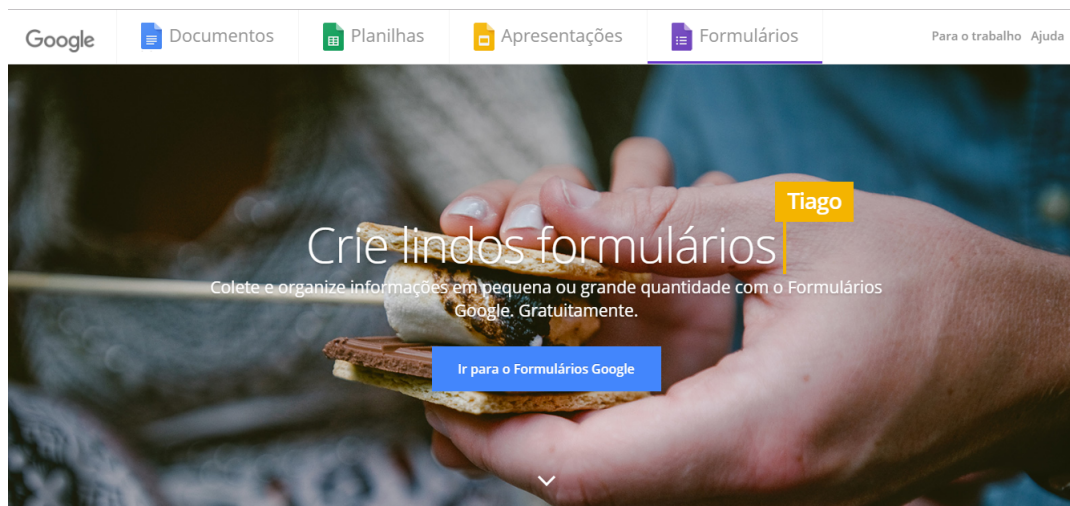 Google
Documentos
Planilhas
Apresentações
Formulários
Para o trabalho
Ajuda
Tiago
Crie lindos formulários
Colete e organize informações em pequena ou grande quantidade com o Formulários
Google. Gratuitamente.
Ir para o Formulários Google